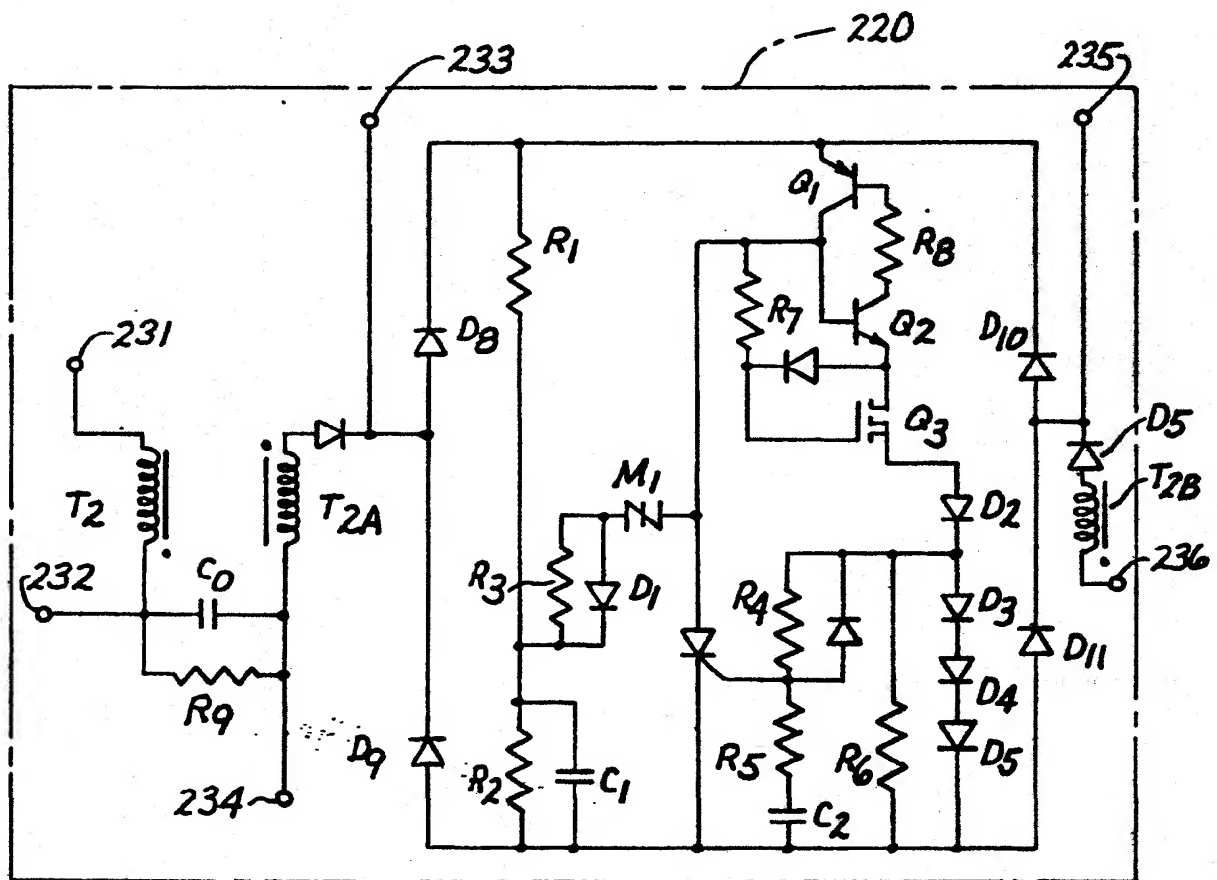 220
233
235
Q1
R1
R8
231
D8
R7
Q2
D10
Q3
D5
T2
T2A
M1
T2B
D2
232
C0
R3
D1
R4
236
D3
D11
R9
D4
D9
R2
C1
R5
R6
D5
234
C2